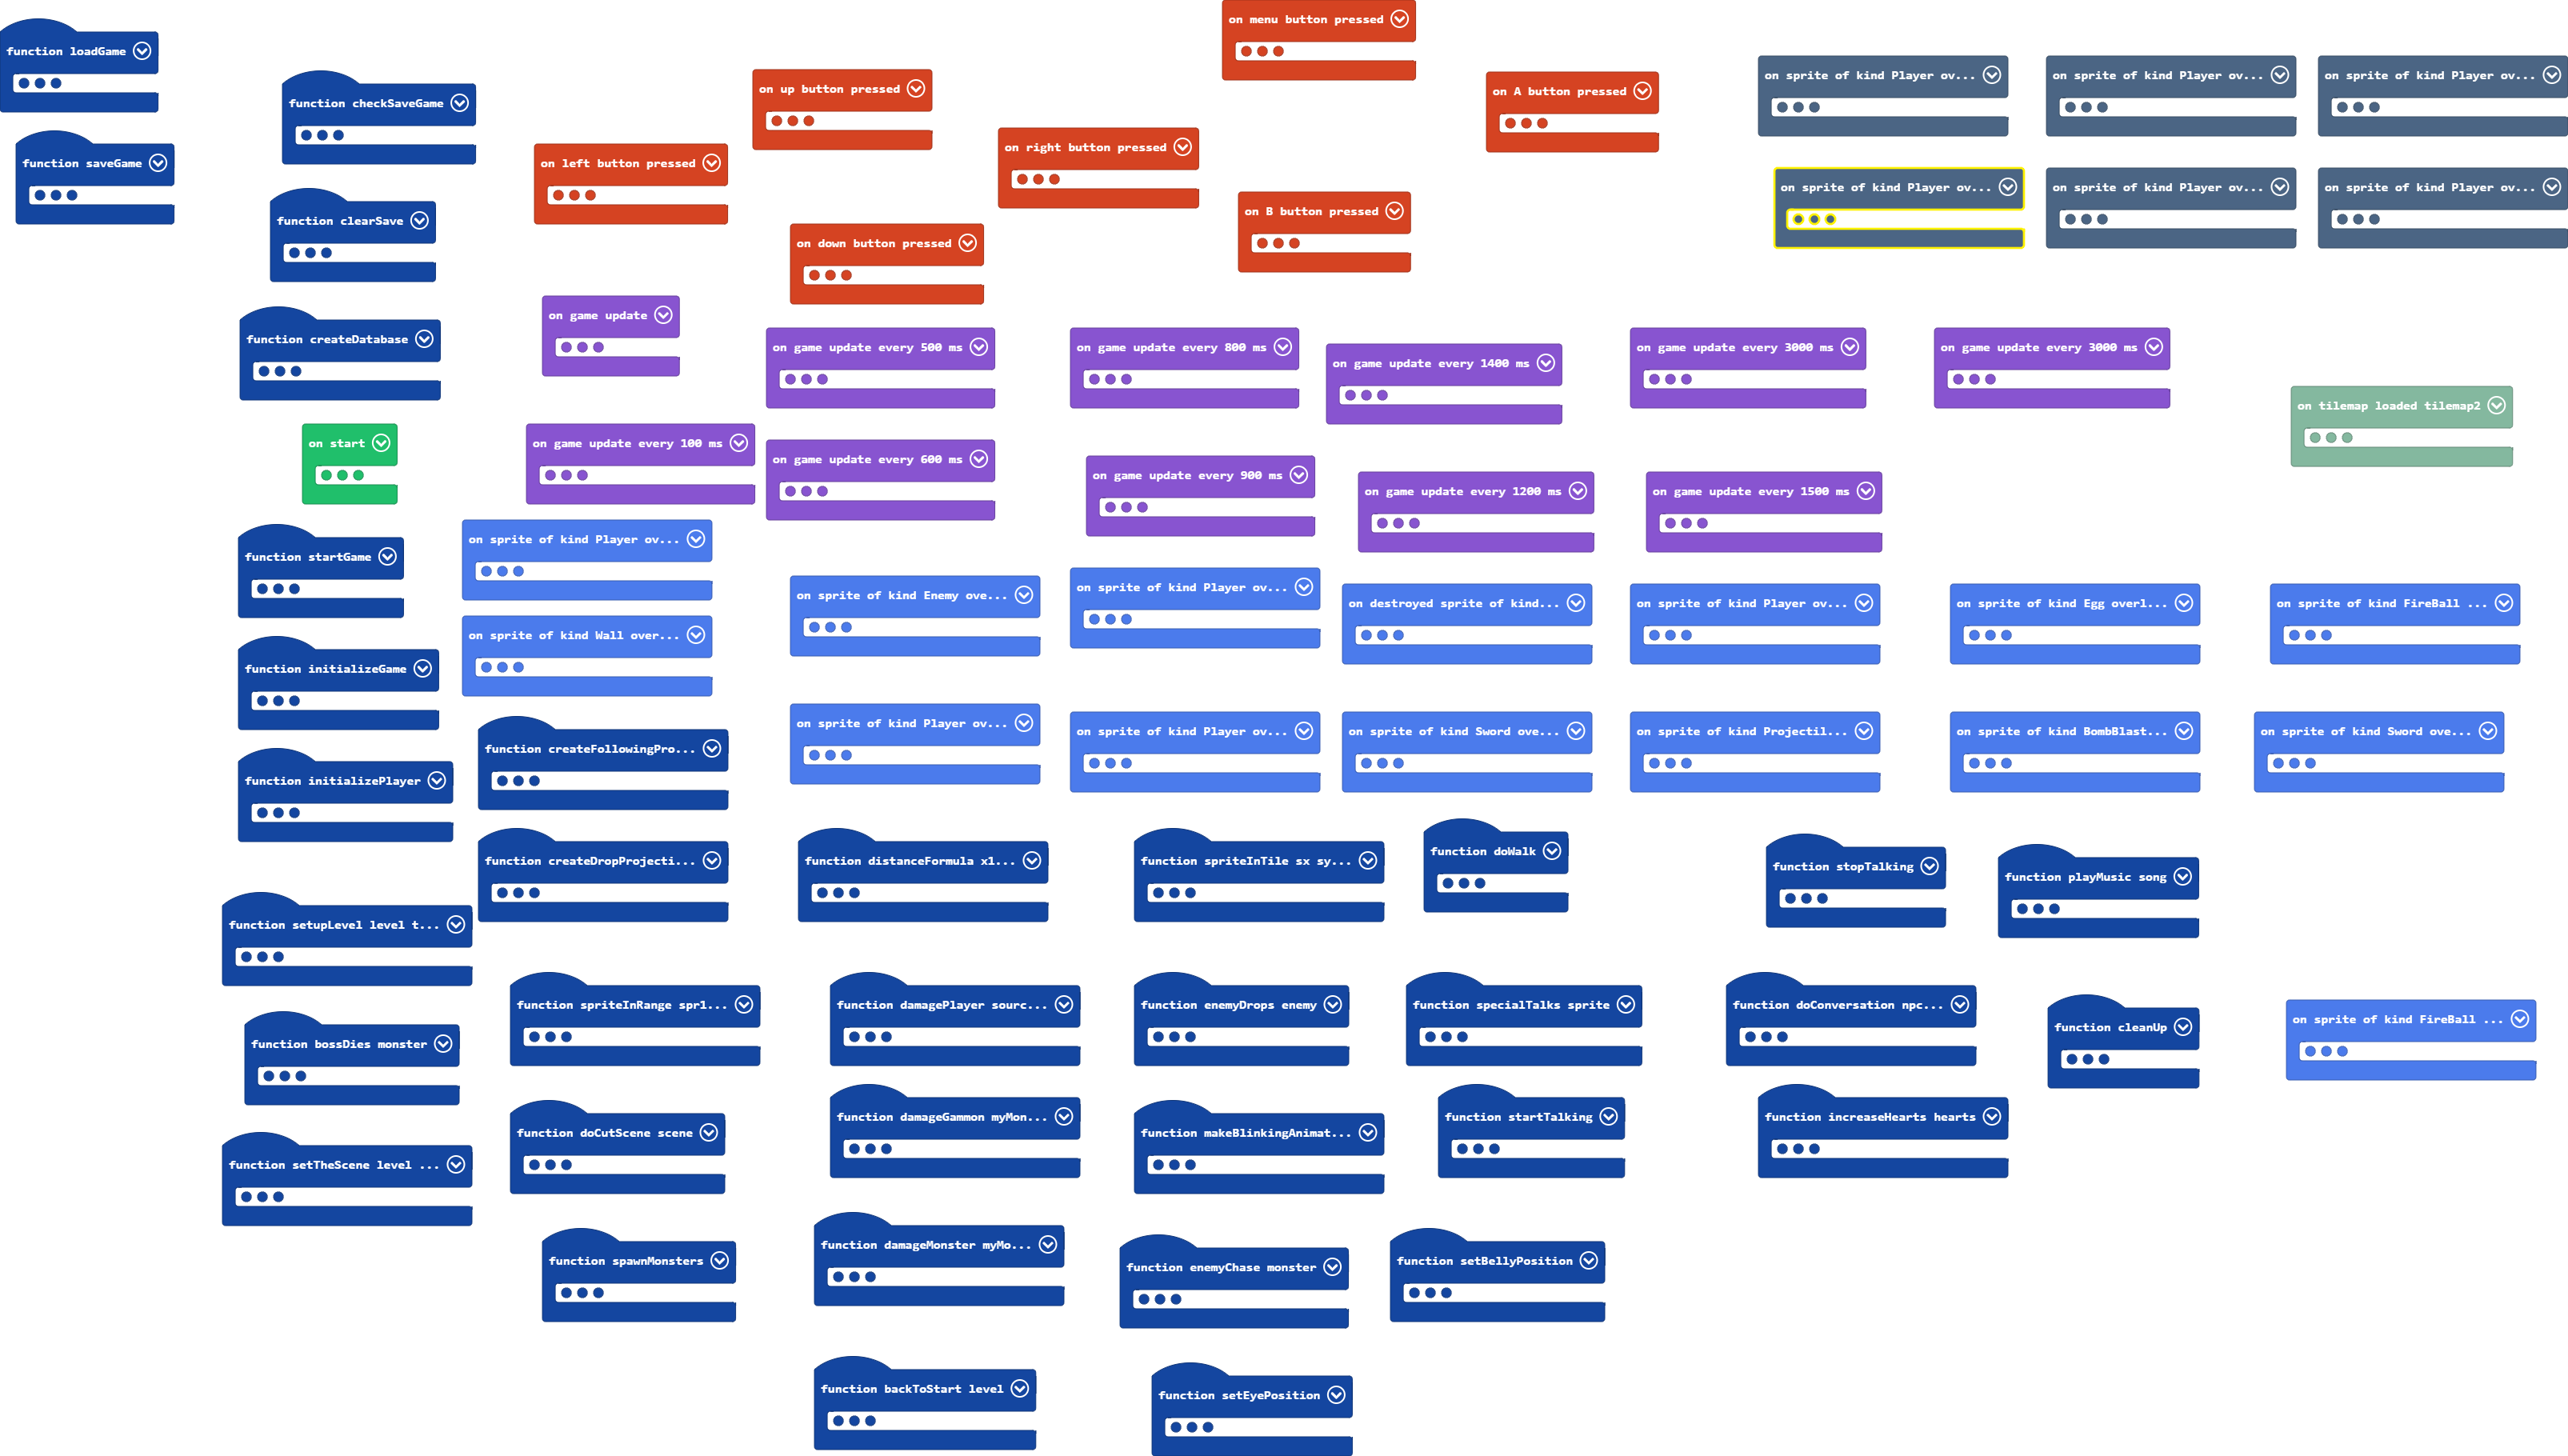 function loadGame
function saveGame
function checkSaveGame
function clearSave
function createDatabase
on start
function startGame
function initializeGame
function initializePlayer
function setupLevel level t...
function bossDies monster
function setTheScene level ...
on menu button pressed
on up button pressed
on A button pressed
on right button pressed
on left button pressed
on B button pressed
on down button pressed
on sprite of kind Player ov...
on sprite of kind Player ov...
on sprite of kind Player ov...
on sprite of kind Player ov...
on sprite of kind Player ov...
on sprite of kind Player ov...
on game update
on game update every 500 ms
on game update every 800 ms
on game update every 1400 ms
on game update every 3000 ms
on game update every 3000 ms
on tilemap loaded tilemap2
on game update every 100 ms
on game update every 600 ms
on game update every 900 ms
on game update every 1200 ms
on game update every 1500 ms
on sprite of kind Player ov...
on sprite of kind Wall over...
on sprite of kind Enemy ove...
on sprite of kind Player ov...
on destroyed sprite of kind...
on sprite of kind Player ov...
on sprite of kind Egg overl...
on sprite of kind FireBall ...
on sprite of kind Player ov...
on sprite of kind Player ov...
on sprite of kind Sword ove...
on sprite of kind Projectil...
on sprite of kind BombBlast...
on sprite of kind Sword ove...
function createFollowingPro...
function createDropProjecti...
function distanceFormula x1...
function spriteInTile sx sy...
function doWalk
function stopTalking
function playMusic song
function spriteInRange spr1...
function damagePlayer sourc...
function enemyDrops enemy
function specialTalks sprite
function doConversation npc...
function cleanUp
on sprite of kind FireBall ...
function doCutScene scene
function damageGammon myMon...
function makeBlinkingAnimat...
function startTalking
function increaseHearts hearts
function spawnMonsters
function damageMonster myMo...
function enemyChase monster
function setBellyPosition
function backToStart level
function setEyePosition